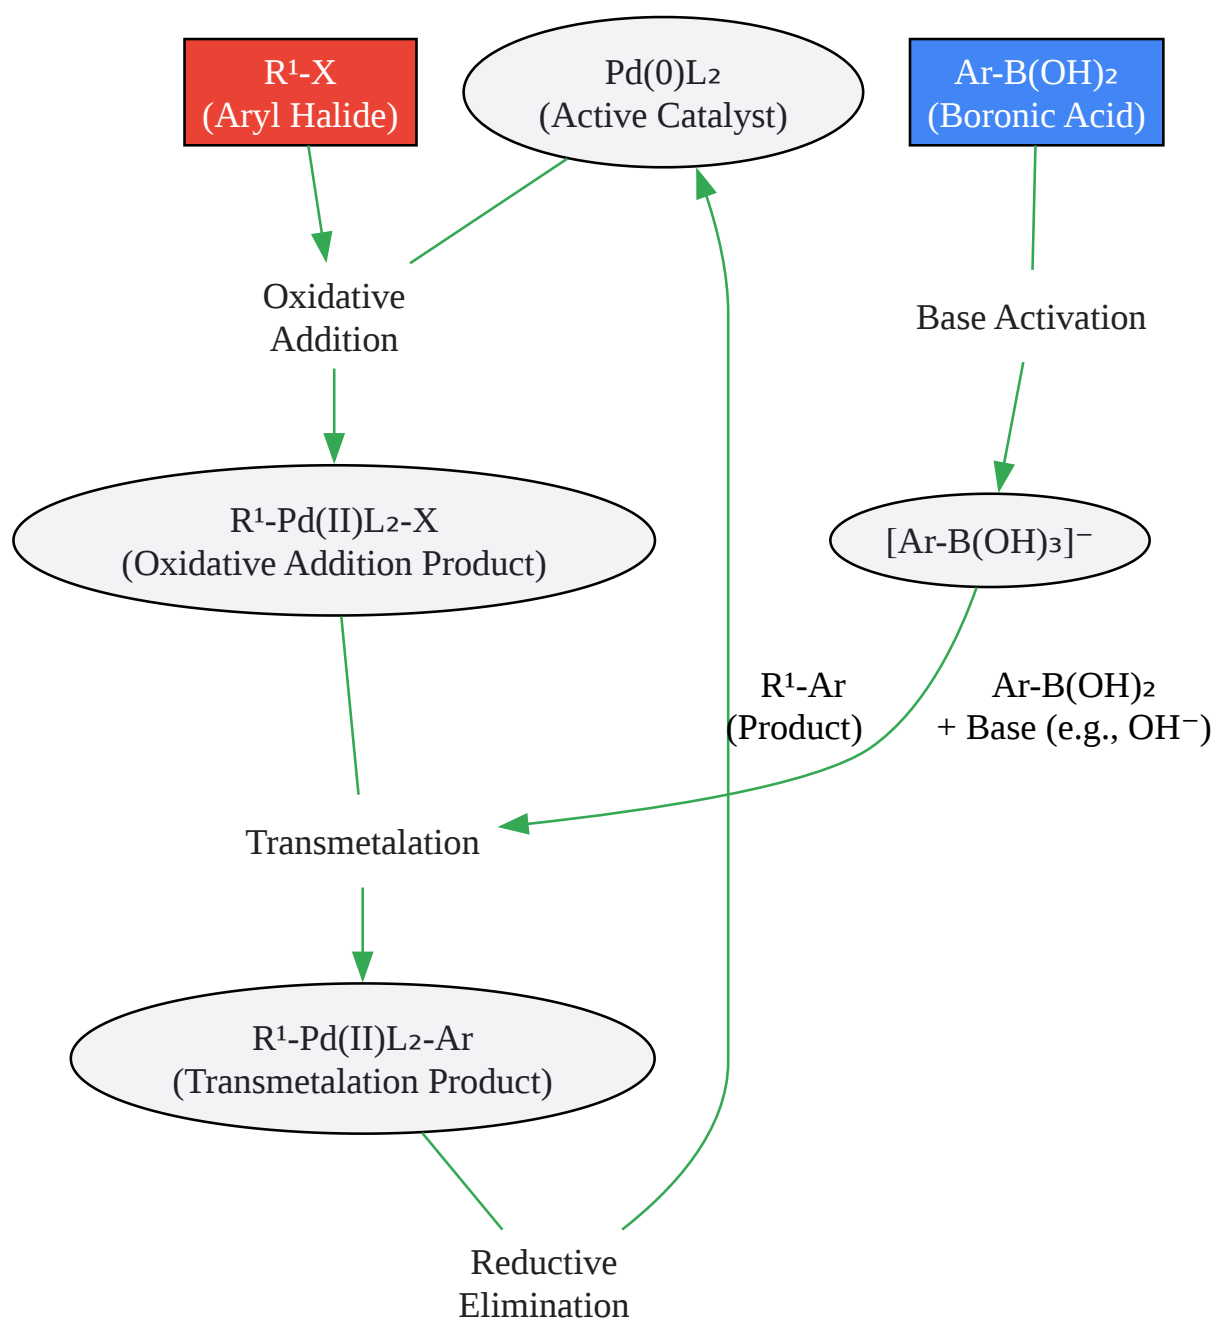 R¹-X
(Aryl Halide)
Pd(0)L₂
(Active Catalyst)
Ar-B(OH)₂
(Boronic Acid)
Oxidative
Addition
Base Activation
R¹-Pd(II)L₂-X
(Oxidative Addition Product)
[Ar-B(OH)₃]⁻
R¹-Ar
(Product)
Ar-B(OH)₂
+ Base (e.g., OH⁻)
Transmetalation
R¹-Pd(II)L₂-Ar
(Transmetalation Product)
Reductive
Elimination